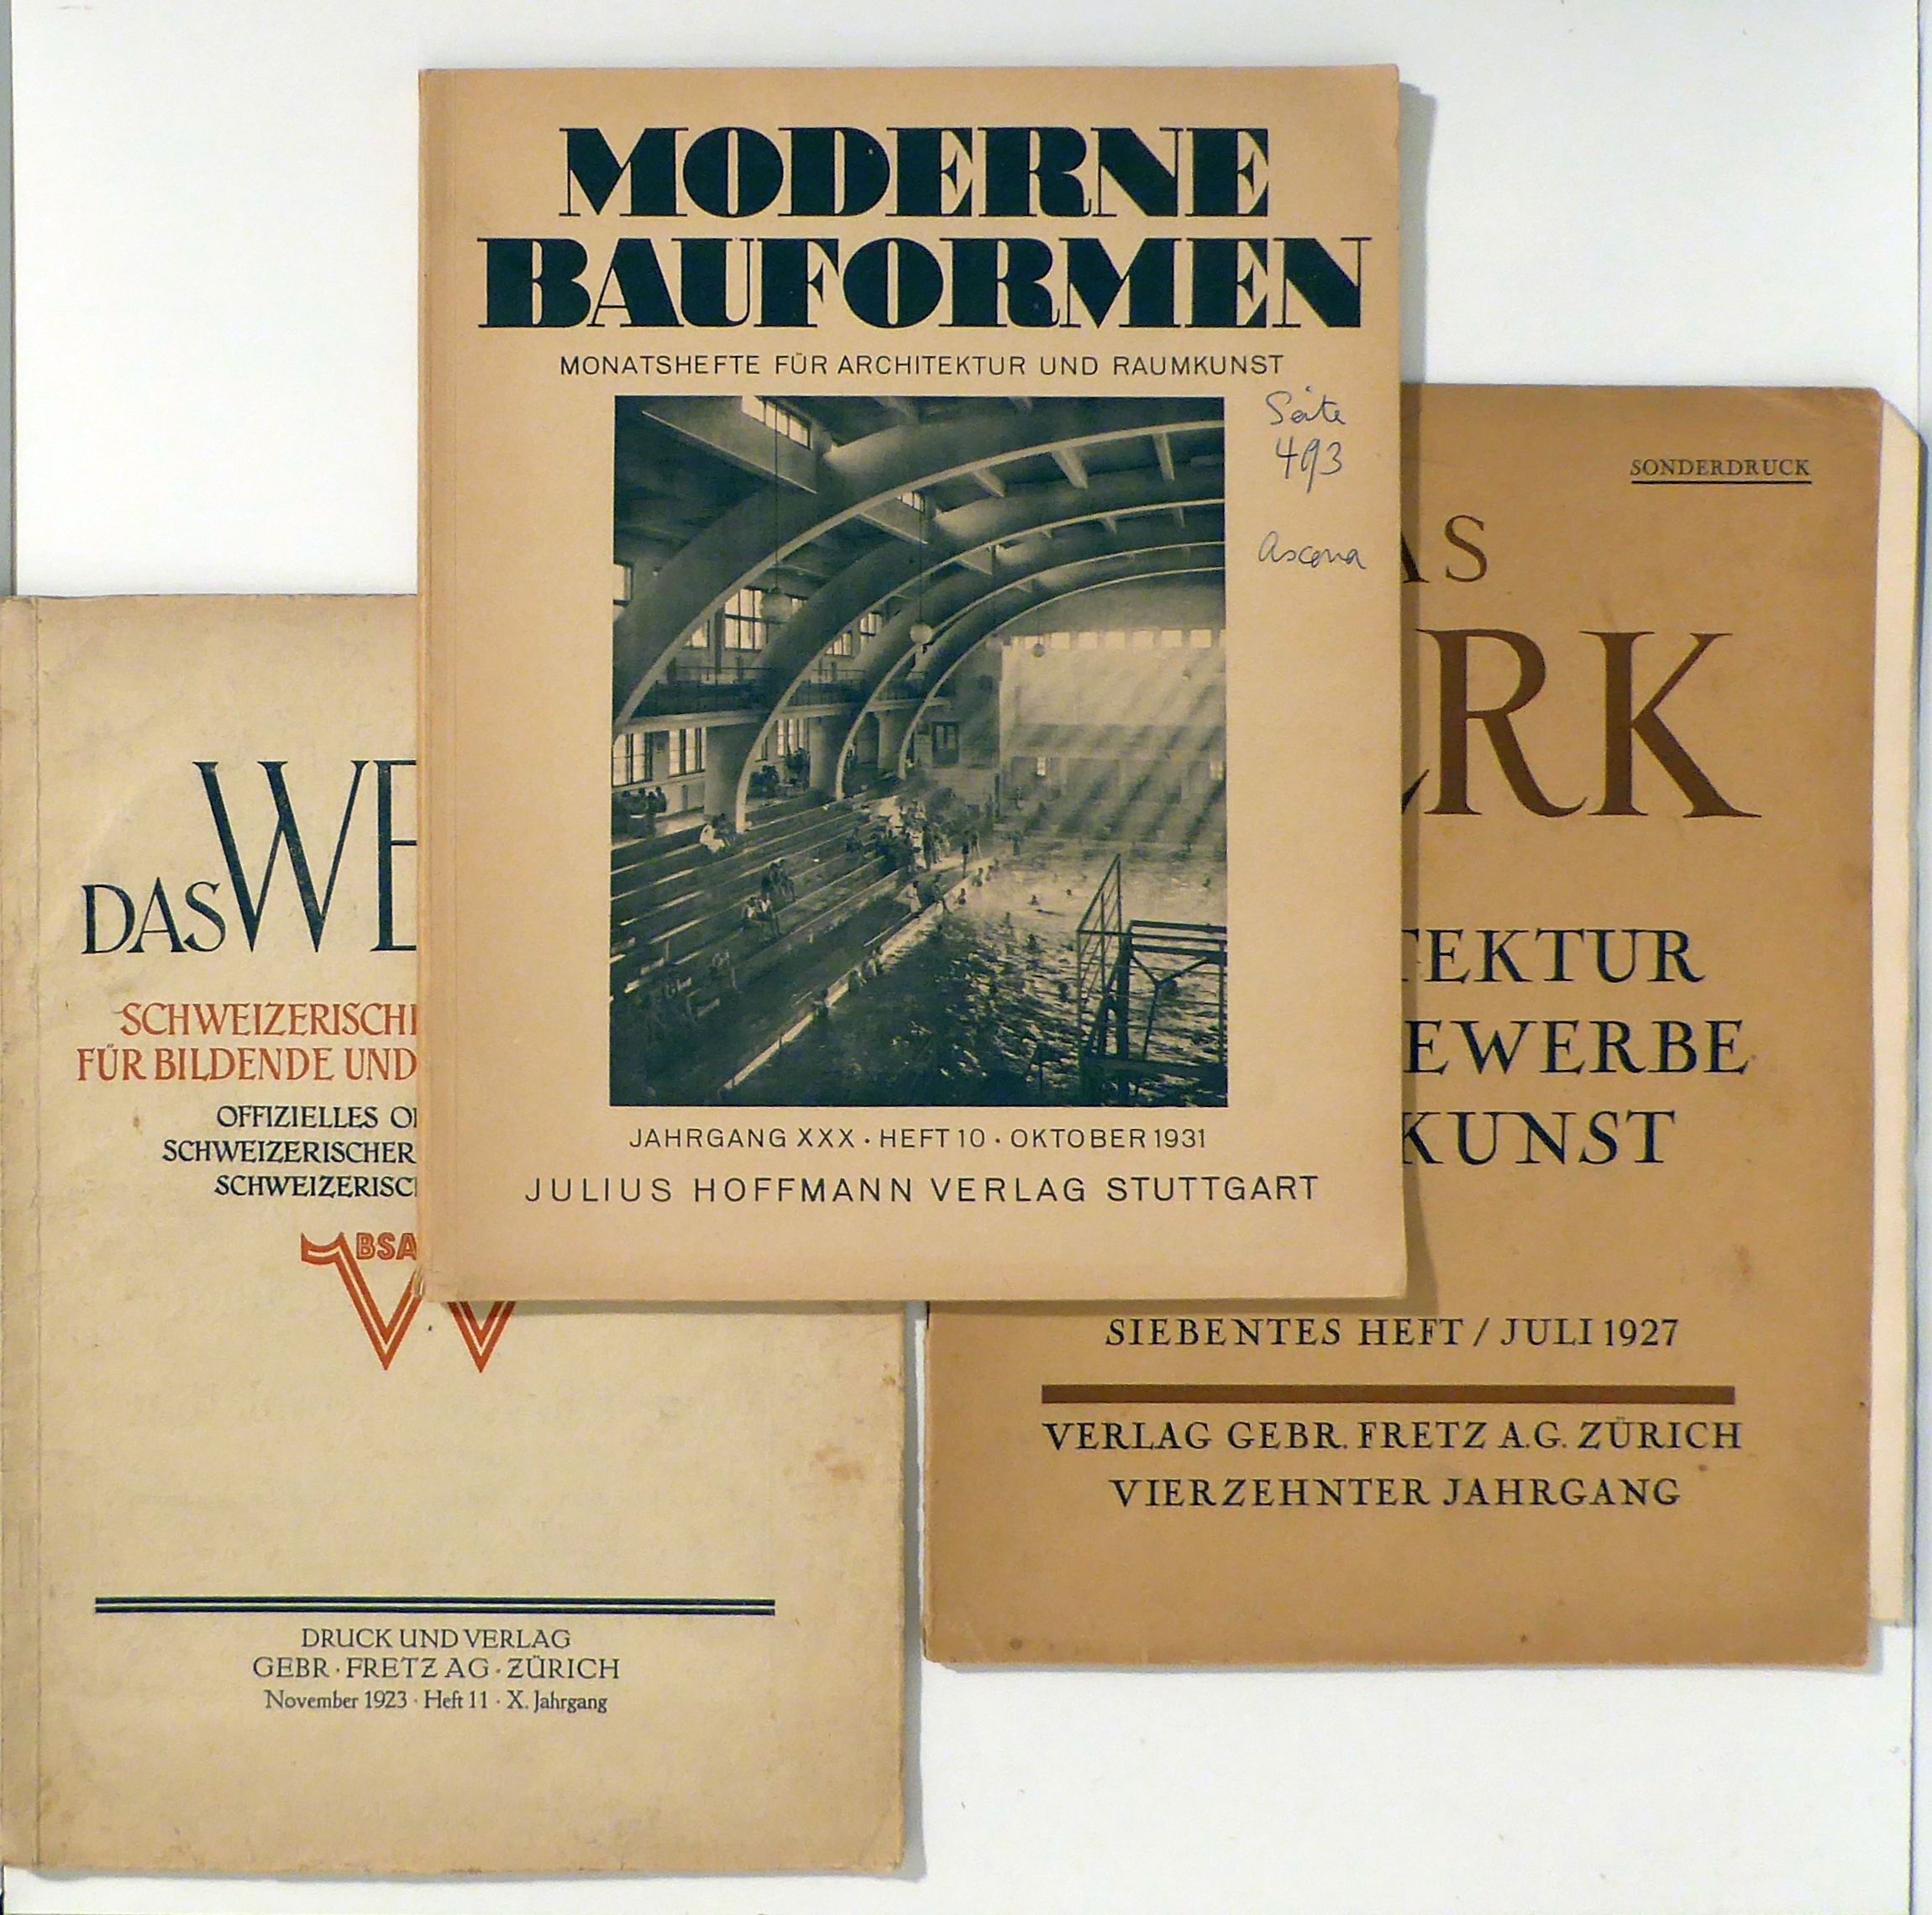 MODERNE
BAUFORMEN
MONATSHEFTE FÜR ARCHITEKTUR UND RAUMKUNST
Seite
493
Ascona
JAHRGANG XXX · HEFT 10 · OKTOBER 1931
JULIUS HOFFMANN VERLAG STUTTGART
DAS WE
SCHWEIZERISCH
FÜR BILDENDE UND
OFFIZIELLES O
SCHWEIZERISCHER
SCHWEIZERISC
BSA
DRUCK UND VERLAG
GEBR · FRETZ AG · ZÜRICH
November 1923 · Heft 11 · X. Jahrgang
SONDERDRUCK
AS
RK
TEKTUR
EWERBE
KUNST
SIEBENTES HEFT / JULI 1927
VERLAG GEBR. FRETZ A.G. ZÜRICH
VIERZEHNTER JAHRGANG